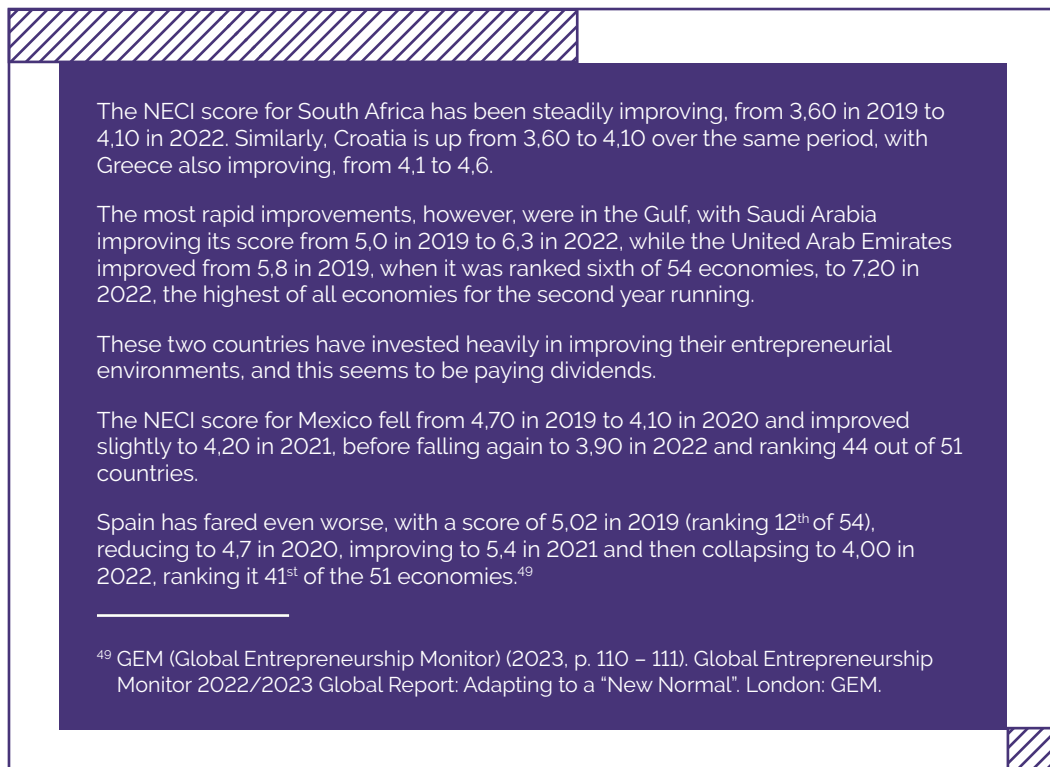 The NECI score for South Africa has been steadily improving, from 3,60 in 2019 to
4,10 in 2022. Similarly, Croatia is up from 3,60 to 4,10 over the same period, with
Greece also improving, from 4,1 to 4,6.
The most rapid improvements, however, were in the Gulf, with Saudi Arabia
improving its score from 5,0 in 2019 to 6,3 in 2022, while the United Arab Emirates
improved from 5,8 in 2019, when it was ranked sixth of 54 economies, to 7,20 in
2022, the highest of all economies for the second year running.
These two countries have invested heavily in improving their entrepreneurial
environments, and this seems to be paying dividends.
The NECI score for Mexico fell from 4,70 in 2019 to 4,10 in 2020 and improved
slightly to 4,20 in 2021, before falling again to 3,90 in 2022 and ranking 44 out of 51
countries.
Spain has fared even worse, with a score of 5,02 in 2019 (ranking 12th of 54),
reducing to 4,7 in 2020, improving to 5,4 in 2021 and then collapsing to 4,00 in
2022, ranking it 41st of the 51 economies.49
49 GEM (Global Entrepreneurship Monitor) (2023, p. 110 – 111). Global Entrepreneurship
Monitor 2022/2023 Global Report: Adapting to a “New Normal”. London: GEM.